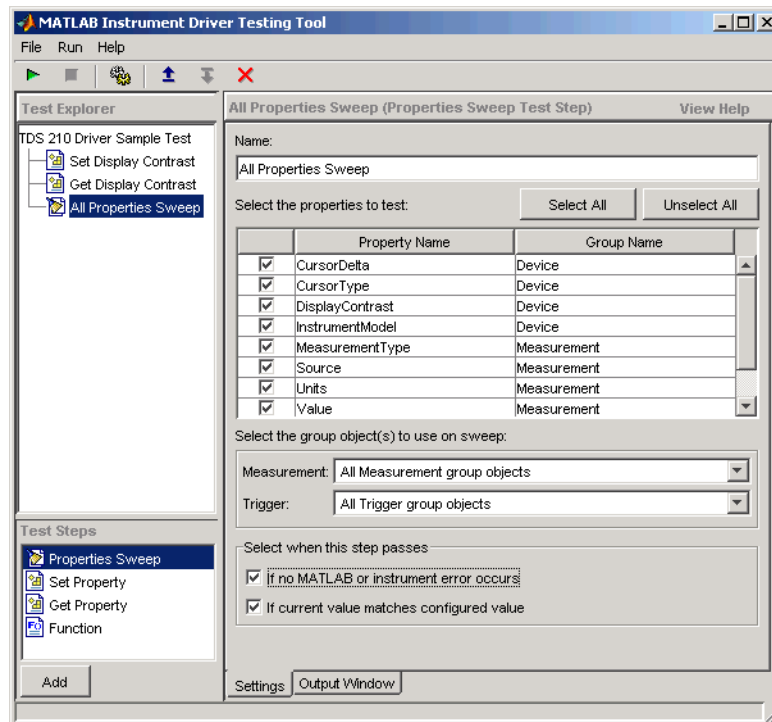 MATLAB Instrument Driver Testing Tool
File Run Help
Test Explorer
TDS 210 Driver Sample Test
Set Display Contrast
Get Display Contrast
All Properties Sweep
Test Steps
Properties Sweep
Set Property
Get Property
Function
Add
All Properties Sweep (Properties Sweep Test Step) View Help
Name:
All Properties Sweep
Select the properties to test: Select All Unselect All
Property Name Group Name
CursorDelta Device
CursorType Device
DisplayContrast Device
InstrumentModel Device
MeasurementType Measurement
Source Measurement
Units Measurement
Value Measurement
Select the group object(s) to use on sweep:
Measurement: All Measurement group objects
Trigger: All Trigger group objects
Select when this step passes
If no MATLAB or instrument error occurs
If current value matches configured value
Settings Output Window